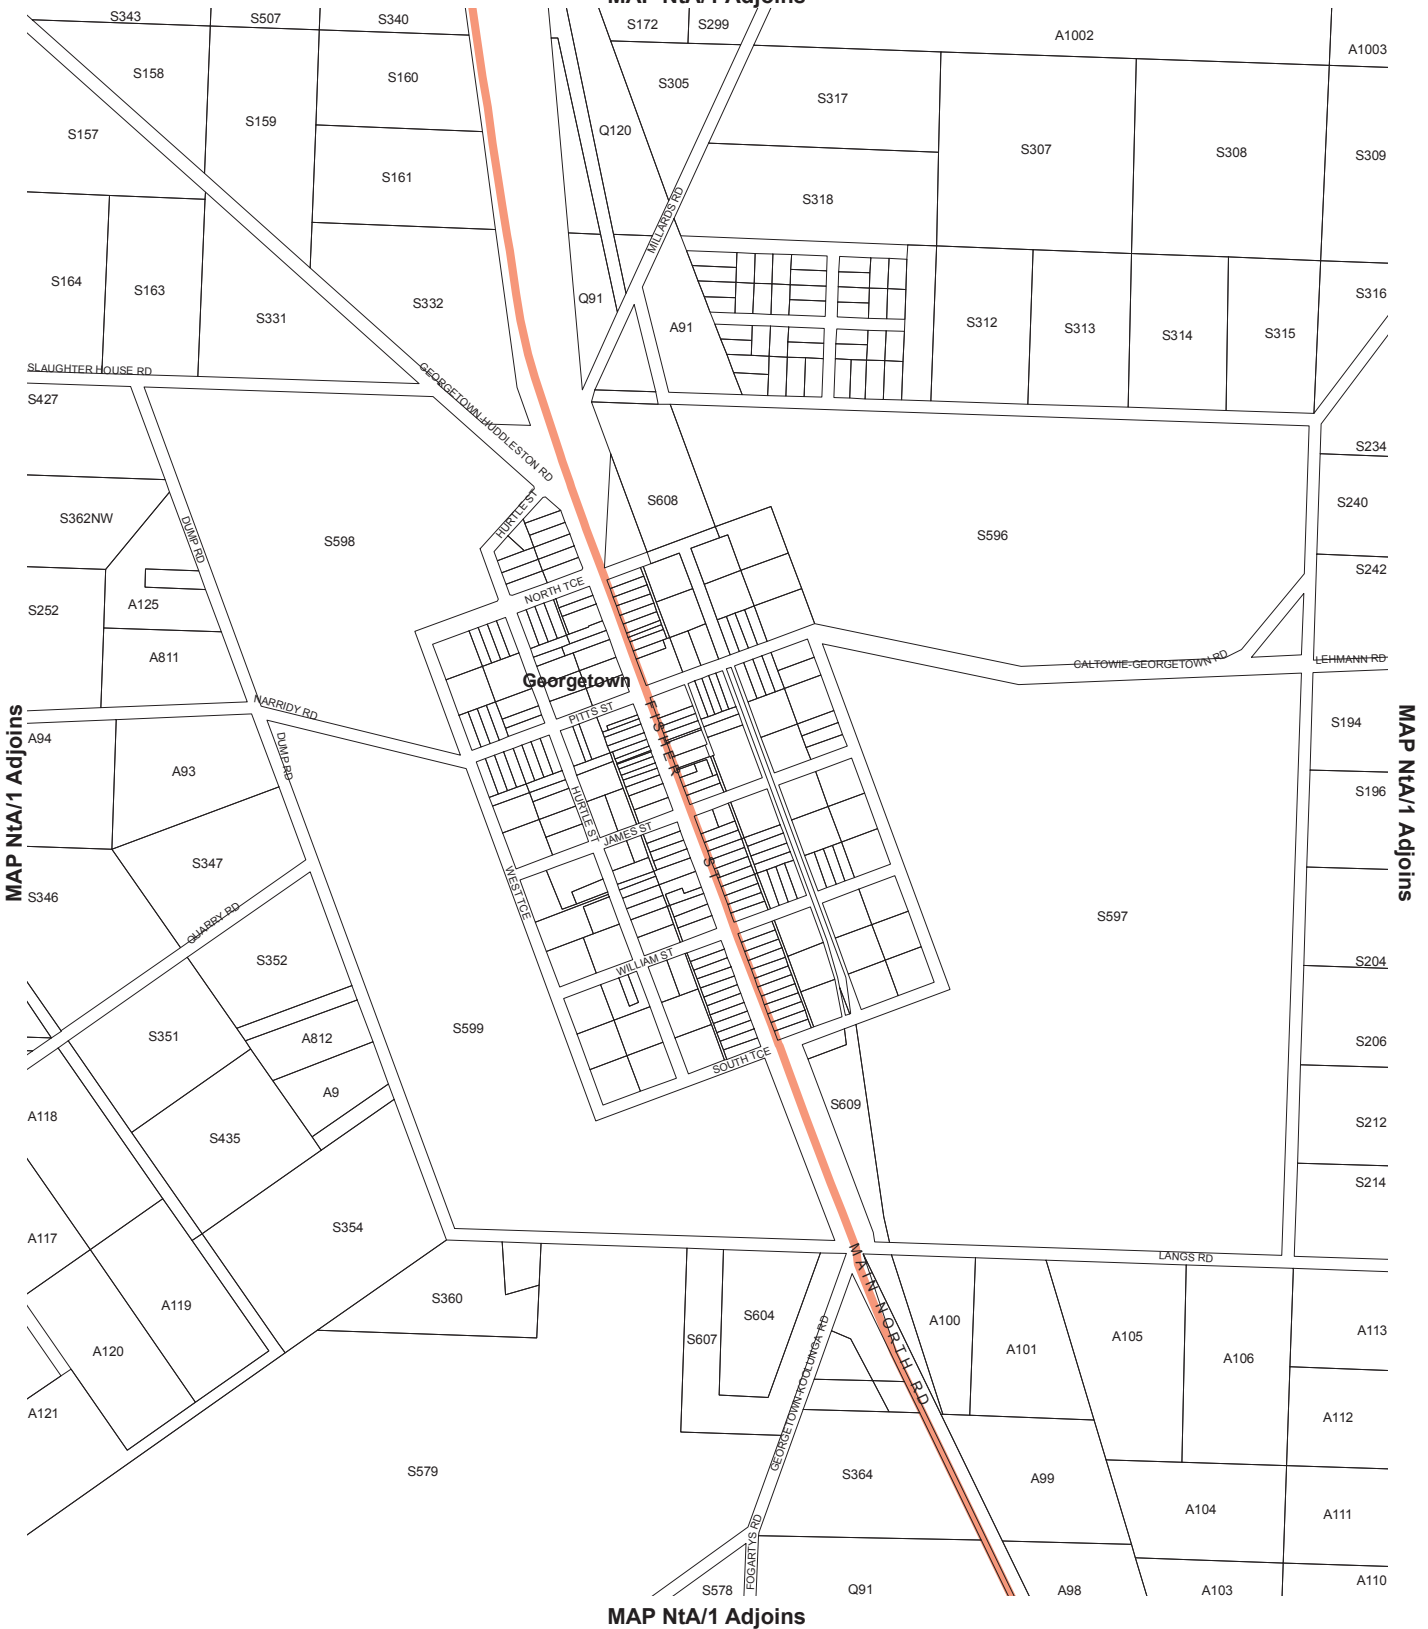 MAP NtA/1 Adjoins
S343
S507
S340
S172
S299
A1002
A1003
S158
S160
S305
S317
S157
S159
Q120
S307
S308
S309
S161
S318
MILLARDS RD
S164
S163
S331
S332
Q91
A91
S312
S313
S314
S315
S316
SLAUGHTER HOUSE RD
GEORGETOWN-HUDDLESTON RD
S427
S234
S362NW
S598
HURTLE ST
S608
S596
S240
DUMP RD
S242
A125
S252
NORTH TCE
A811
CALTOWIE-GEORGETOWN RD
LEHMANN RD
Georgetown
NARRIDY RD
PITTS ST
FISHER ST
S194
A94
A93
DUMP RD
S196
MAP NtA/1 Adjoins
MAP NtA/1 Adjoins
HURTLE ST
JAMES ST
S347
S346
WEST TCE
QUARRY RD
S597
S352
WILLIAM ST
S204
S351
A812
S599
S206
SOUTH TCE
A9
S609
A118
S435
S212
S214
A117
S354
MAIN NORTH RD
LANGS RD
A119
S360
S607
S604
GEORGETOWN-KOOLUNGA RD
A100
A101
A105
A106
A113
A120
A121
A112
S579
S364
A99
A104
A111
FOGARTYS RD
S578
Q91
A98
A103
A110
MAP NtA/1 Adjoins